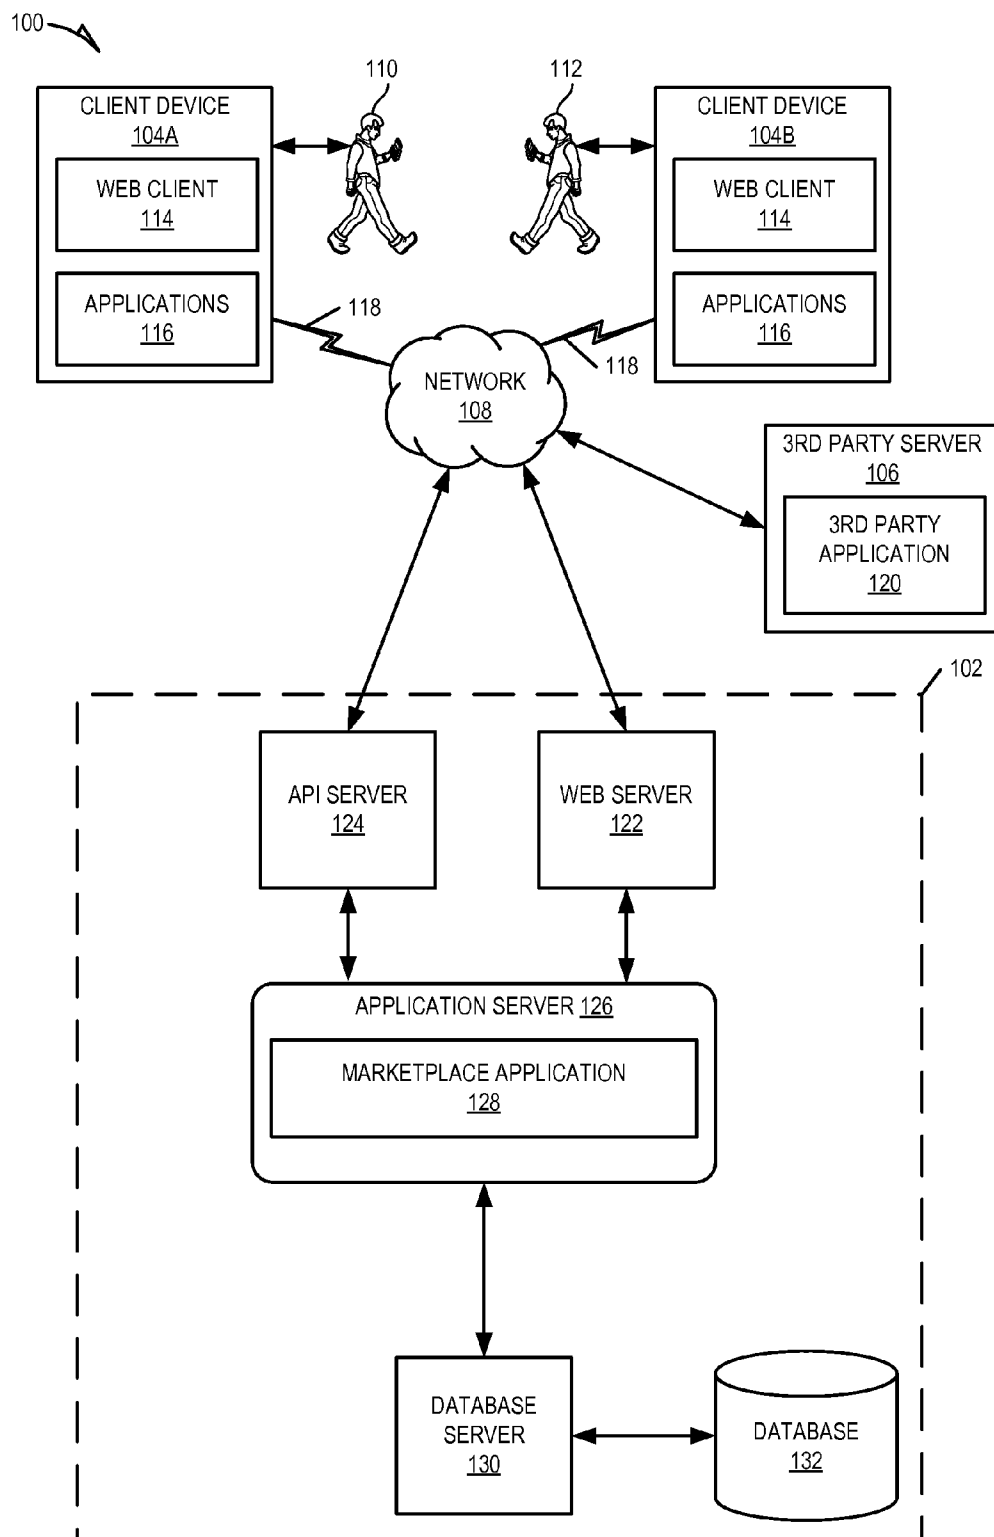 100
110
112
CLIENT DEVICE
104A
WEB CLIENT
114
APPLICATIONS
116
CLIENT DEVICE
104B
WEB CLIENT
114
APPLICATIONS
116
118
118
NETWORK
108
3RD PARTY SERVER
106
3RD PARTY
APPLICATION
120
102
API SERVER
124
WEB SERVER
122
APPLICATION SERVER 126
MARKETPLACE APPLICATION
128
DATABASE
SERVER
130
DATABASE
132